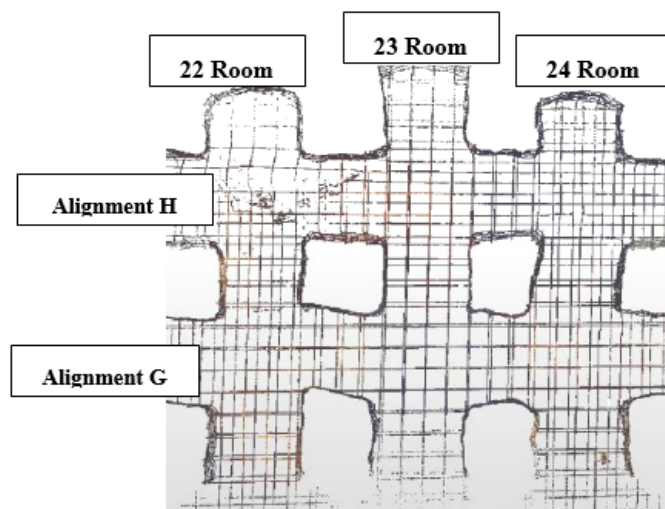 22 Room
23 Room
24 Room
Alignment H
Alignment G